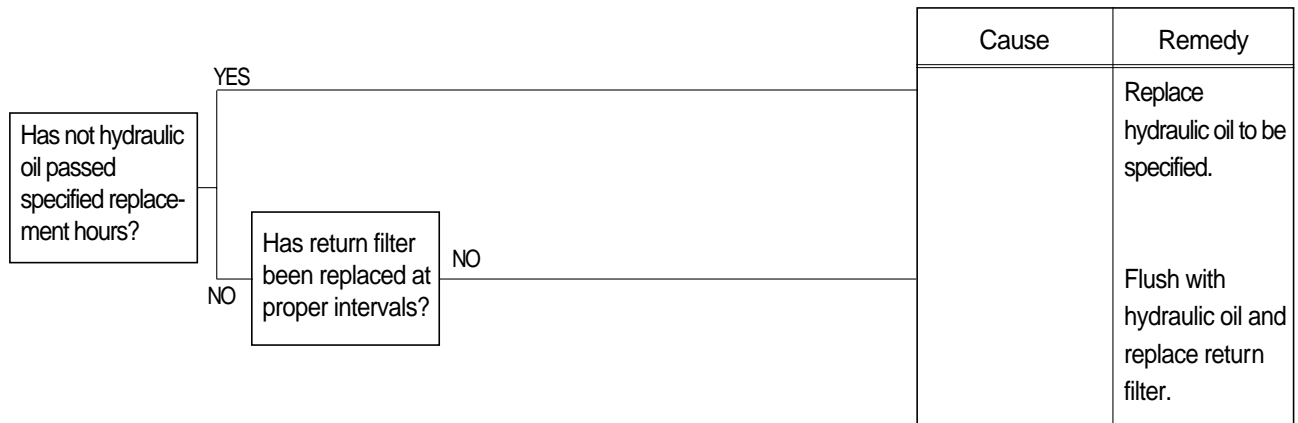 Cause
Remedy
YES
Has not hydraulic
oil passed
specified replace-
ment hours?
NO
Has return filter
been replaced at
proper intervals?
NO
Replace
hydraulic oil to be
specified.
Flush with
hydraulic oil and
replace return
filter.